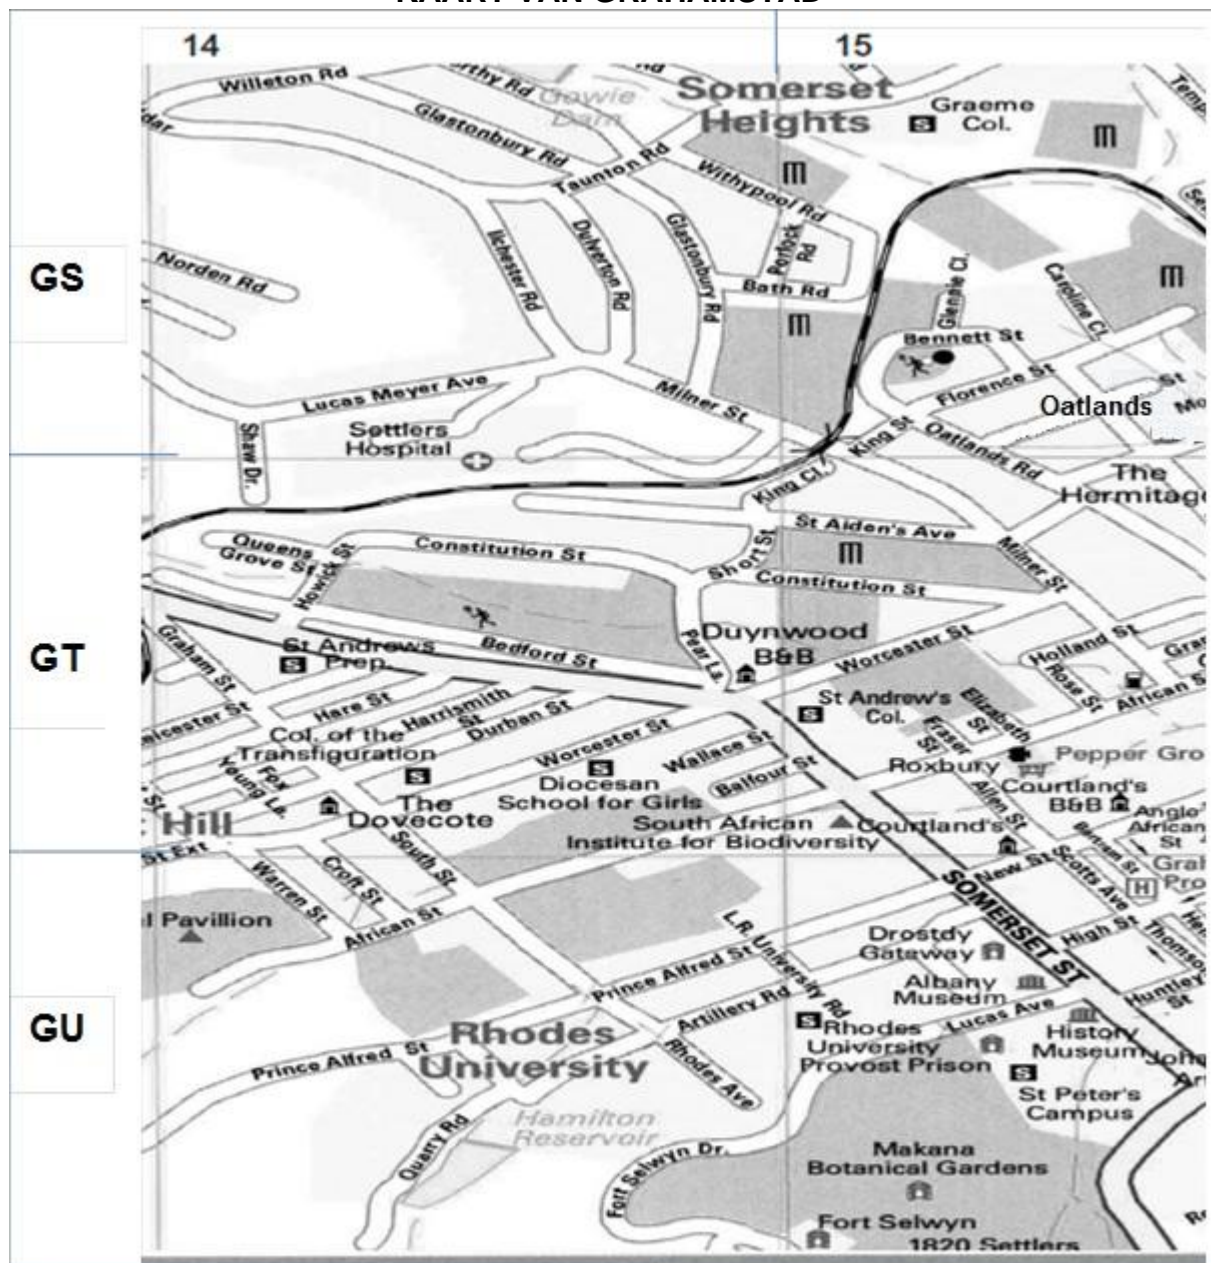 KAART VAN GRAHAMSTAD
14
15
Willeton Rd
Glastonbury Rd
Gowie
Dam
Somerset
Heights
Graeme
Col.
Taunton Rd
Withypool Rd
Ilchester Rd
Dulverton Rd
Glastonbury Rd
Porlock
Rd
Bath Rd
GS
Norden Rd
Glennie Cl.
Caroline Cl.
Bennett St
Florence St
St
Oatlands
Lucas Meyer Ave
Milner St
Settlers
Hospital
Shaw Dr.
King St
Oatlands Rd
King Cl.
The
Hermitage
Queens
Grove St
Howick St
Constitution St
Short St
St Aiden's Ave
Milner St
Constitution St
GT
Graham St
St Andrews
Prep.
Bedford St
Pear La.
Duynwood
B&B
Worcester St
Holland St
Rose St
African S
Hare St
Harrismith
St
Durban St
St Andrew's
Col.
Elizabeth
St
Fraser
St
Col. of the
Transfiguration
Worcester St
Wallace St
Balfour St
Roxbury
Pepper Gro
Fox
Young La.
The
Dovecote
Diocesan
School for Girls
Allen St
Courtland's
B&B
Anglo
African
St
Hill
South African
Institute for Biodiversity
Courtland's
Bertram St
St Ext
South St
Croft St
Warren St
New St
Scotts Ave
SOMERSET ST
High St
l Pavillion
African St
L.R. University Rd
Drostdy
Gataway
Albany
Museum
Prince Alfred St
Artillery Rd
Lucas Ave
Huntley
St
GU
Rhodes
University
Rhodes
University
Provost Prison
History
Museum
Prince Alfred St
Rhodes Ave
St Peter's
Campus
Hamilton
Reservoir
Quarry Rd
Fort Selwyn Dr.
Makana
Botanical Gardens
Fort Selwyn
1820 Settlers